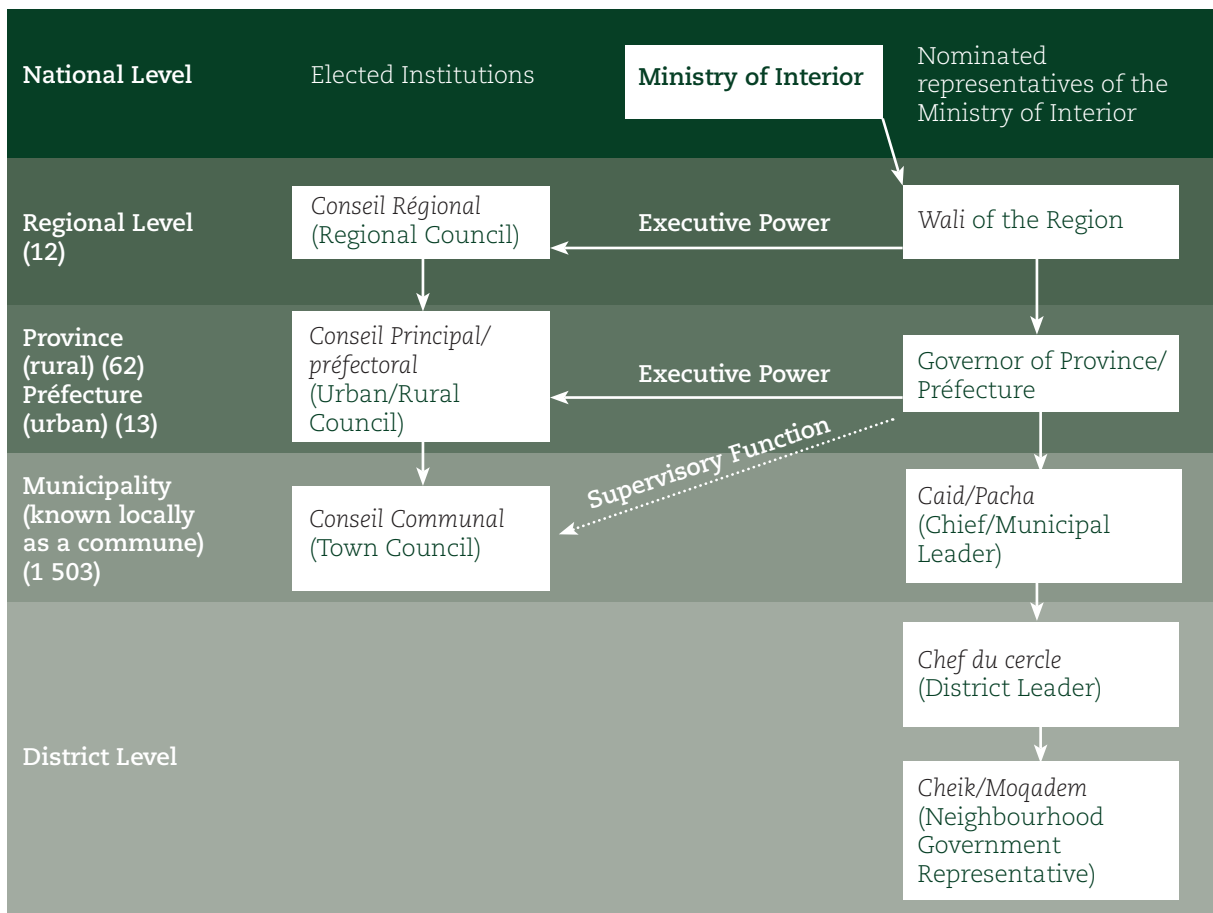 National Level
Elected Institutions
Ministry of Interior
Nominated
representatives of the
Ministry of Interior
Regional Level
(12)
Conseil Régional
(Regional Council)
Executive Power
Wali of the Region
Province
(rural) (62)
Préfecture
(urban) (13)
Conseil Principal/
préfectoral
(Urban/Rural
Council)
Executive Power
Governor of Province/
Préfecture
Supervisory Function
Municipality
(known locally
as a commune)
(1 503)
Conseil Communal
(Town Council)
Caid/Pacha
(Chief/Municipal
Leader)
District Level
Chef du cercle
(District Leader)
Cheik/Moqadem
(Neighbourhood
Government
Representative)